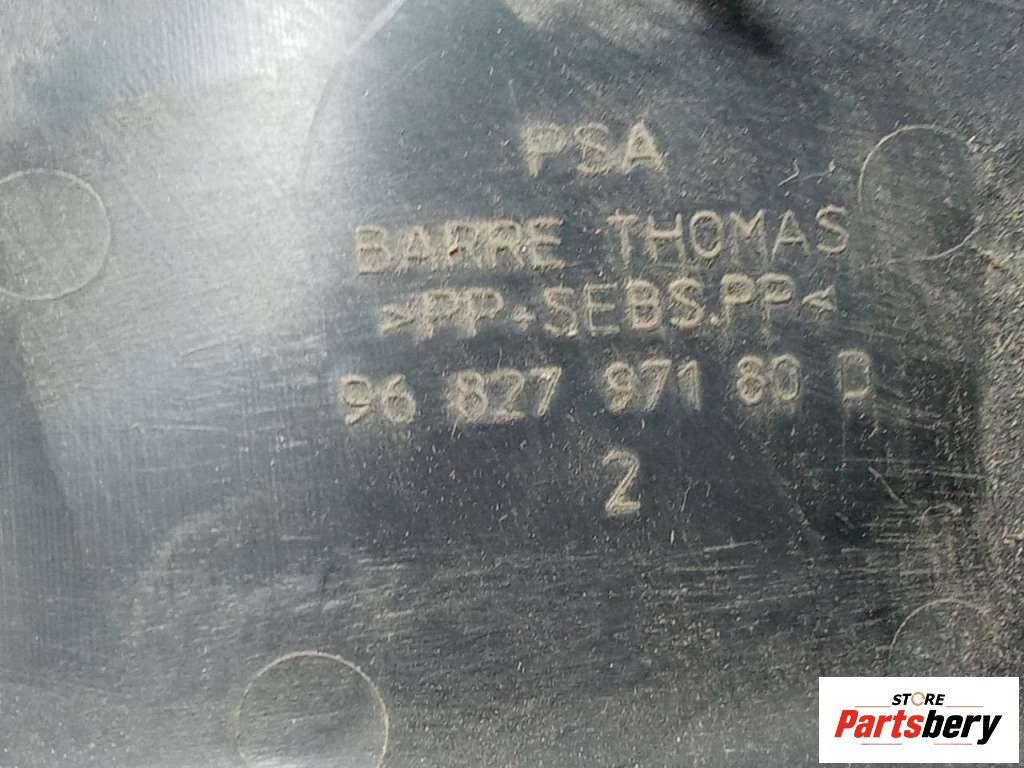 PSA
BARRE THOMAS
>PP+SEBS.PP<
96 827 971 80 D
2
STORE
Partsbery